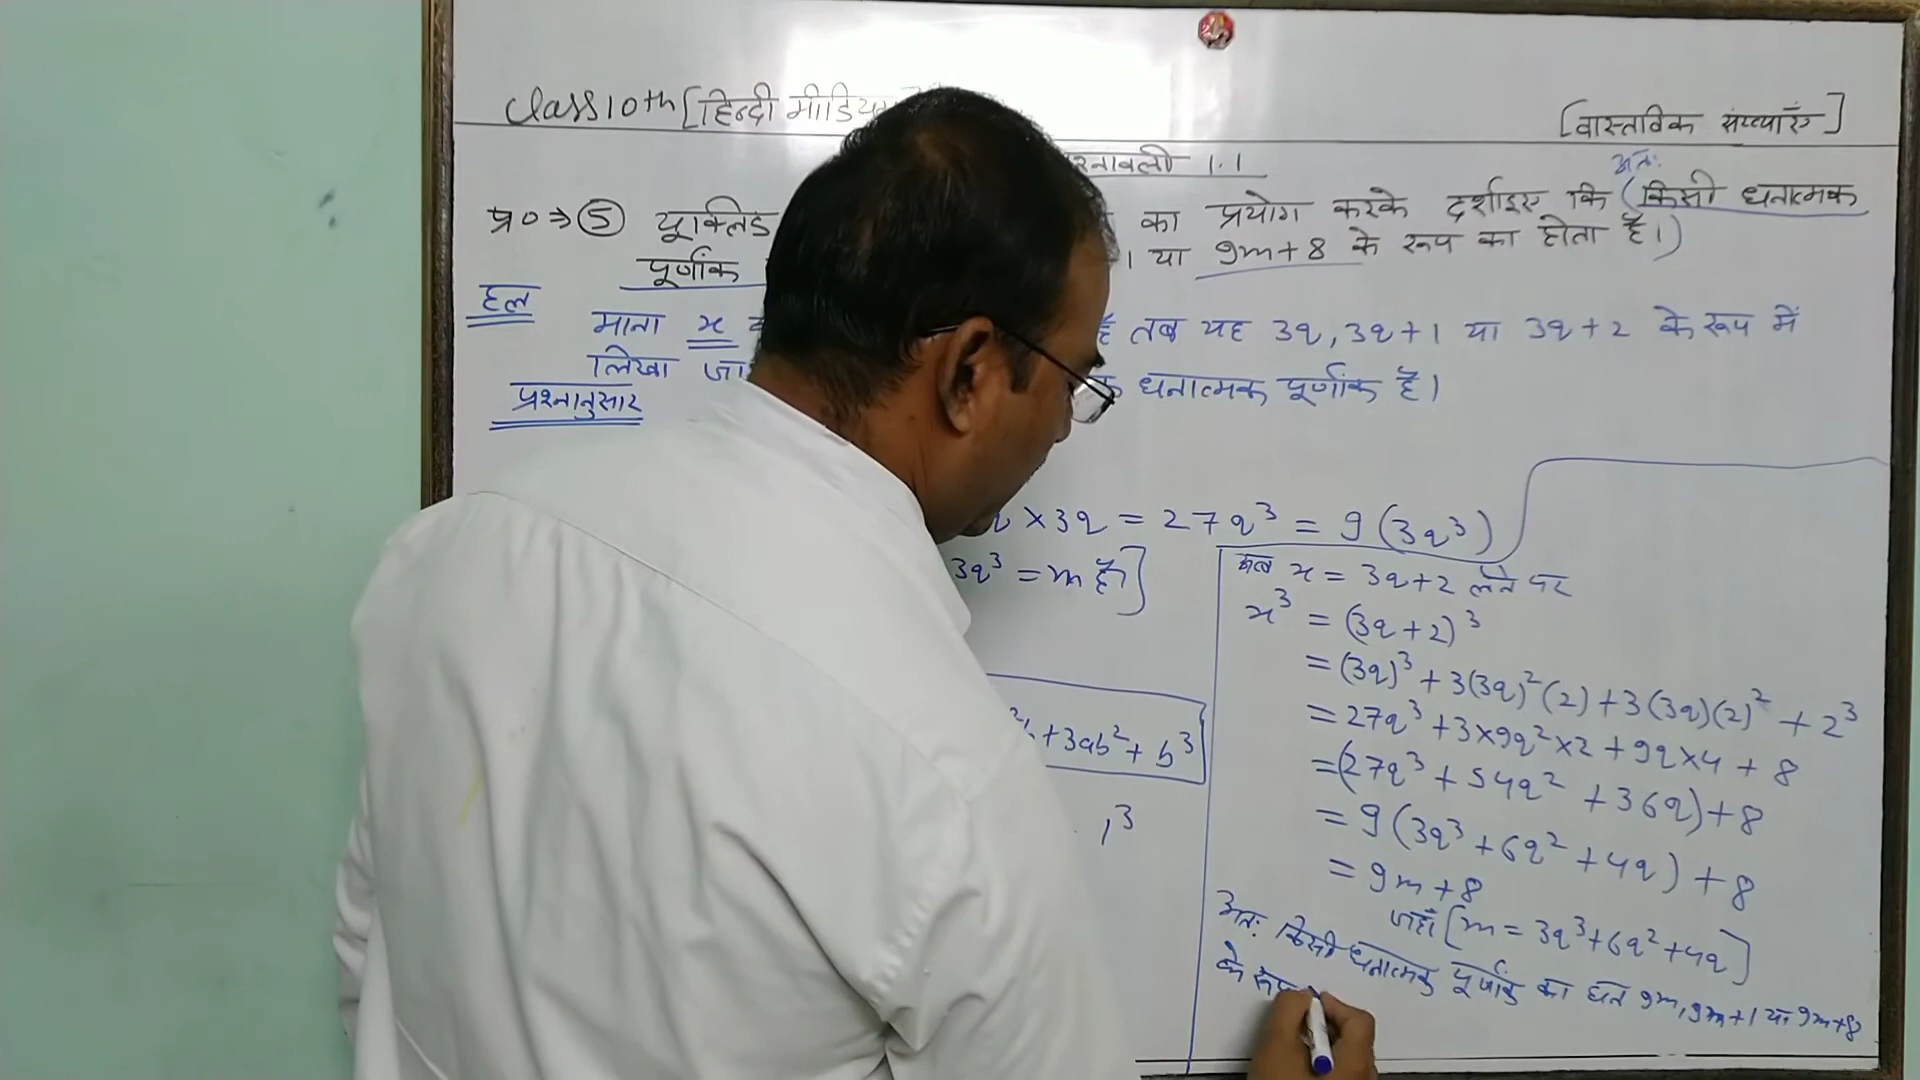 Class 10th [हिन्दी मीडिय
[वास्तविक संख्याएँ]
श्नावली 1.1
अतः
प्र० ⇒ ⑤ यूक्लिड का प्रयोग करके दर्शाइए कि (किसी धनात्मक
पूर्णांक 1 या 9m+8 के रूप का होता है।)
हल
माना x है तब यह 3q, 3q+1 या 3q+2 के रूप में
लिखा जा धनात्मक पूर्णांक है।
प्रश्नानुसार
×3q = 27q³ = 9(3q³)
3q³ = m है]
+3ab² + b³
1³
अब x = 3q+2 लेने पर
x³ = (3q+2)³
= (3q)³ + 3(3q)²(2) + 3(3q)(2)² + 2³
= 27q³ + 3×9q²×2 + 9q×4 + 8
= (27q³ + 54q² + 36q) + 8
= 9(3q³ + 6q² + 4q) + 8
= 9m + 8
जहाँ [m = 3q³+6q²+4q]
अतः किसी धनात्मक पूर्णांक का घन 9m, 9m+1 या 9m+8
के रूप